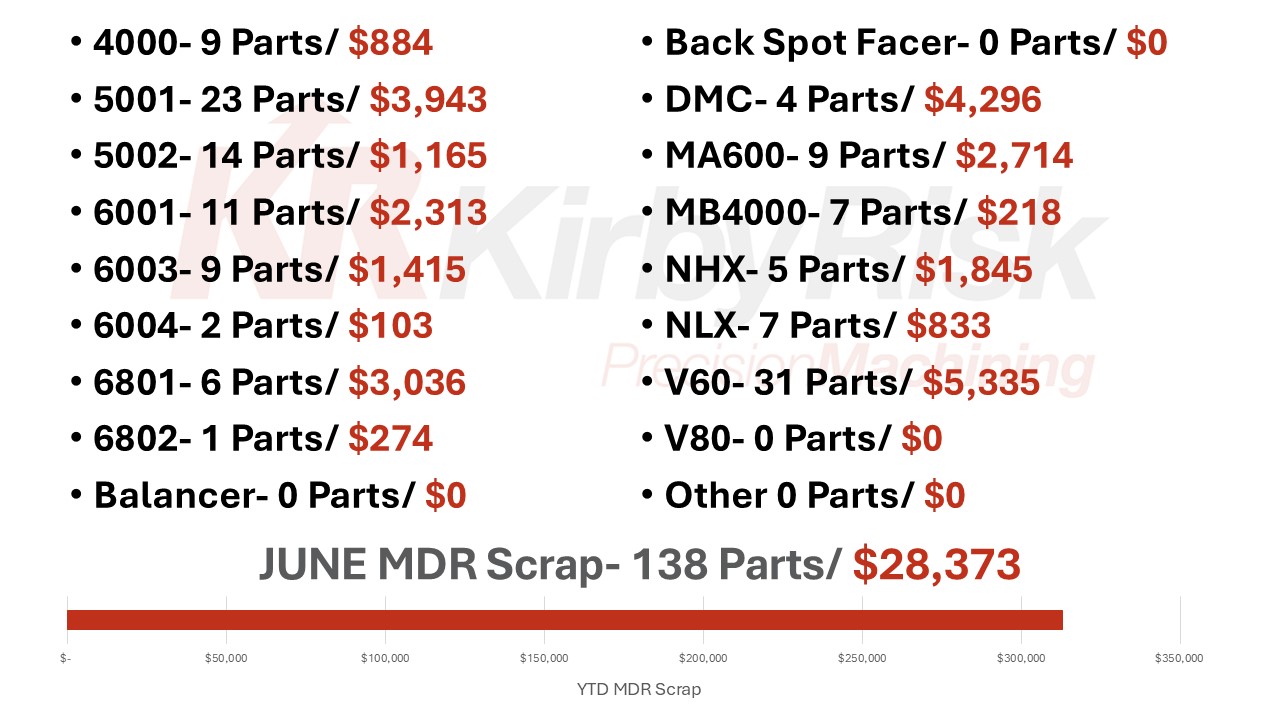 • 4000- 9 Parts/ $884
• 5001- 23 Parts/ $3,943
• 5002- 14 Parts/ $1,165
• 6001- 11 Parts/ $2,313
• 6003- 9 Parts/ $1,415
• 6004- 2 Parts/ $103
• 6801- 6 Parts/ $3,036
• 6802- 1 Parts/ $274
• Balancer- 0 Parts/ $0
• Back Spot Facer- 0 Parts/ $0
• DMC- 4 Parts/ $4,296
• MA600- 9 Parts/ $2,714
• MB4000- 7 Parts/ $218
• NHX- 5 Parts/ $1,845
• NLX- 7 Parts/ $833
• V60- 31 Parts/ $5,335
• V80- 0 Parts/ $0
• Other 0 Parts/ $0
KR KirbyRisk
PrecisionMachining
JUNE MDR Scrap- 138 Parts/ $28,373
$- $50,000 $100,000 $150,000 $200,000 $250,000 $300,000 $350,000
YTD MDR Scrap